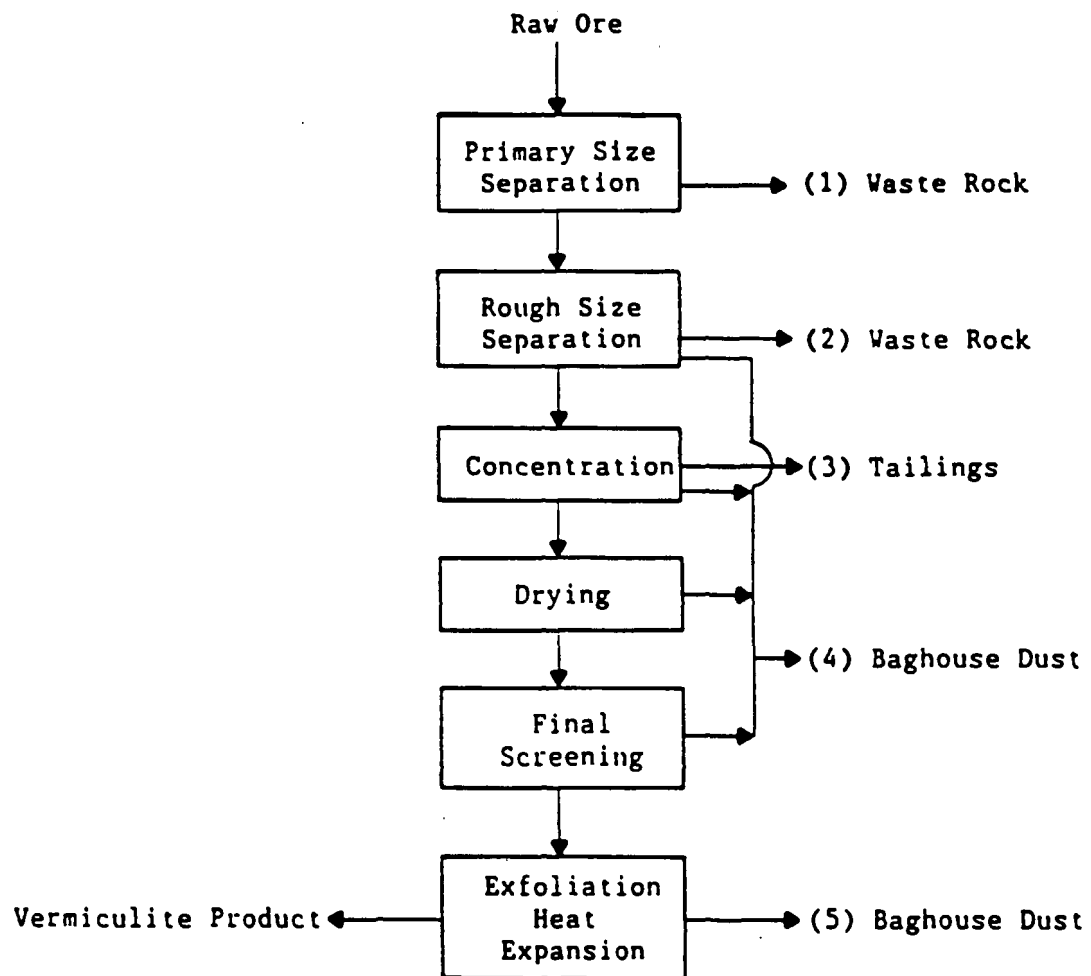 Raw Ore
Primary Size
Separation
(1) Waste Rock
Rough Size
Separation
(2) Waste Rock
Concentration
(3) Tailings
Drying
(4) Baghouse Dust
Final
Screening
Exfoliation
Heat
Expansion
Vermiculite Product
(5) Baghouse Dust